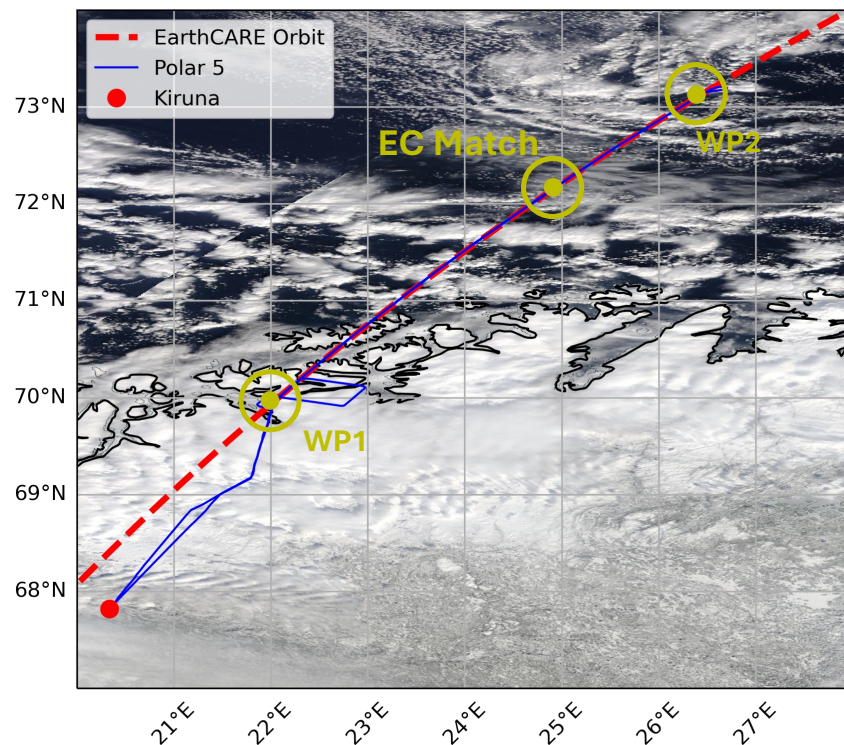 EarthCARE Orbit
Polar 5
Kiruna
73°N
72°N
71°N
70°N
69°N
68°N
EC Match
WP2
WP1
21°E
22°E
23°E
24°E
25°E
26°E
27°E